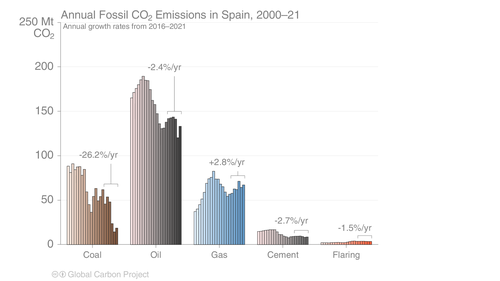 Annual Fossil CO₂ Emissions in Spain, 2000–21
250 Mt
CO₂
Annual growth rates from 2016–2021
200
150
100
50
0
-26.2%/yr
-2.4%/yr
+2.8%/yr
-2.7%/yr
-1.5%/yr
Coal
Oil
Gas
Cement
Flaring
Global Carbon Project